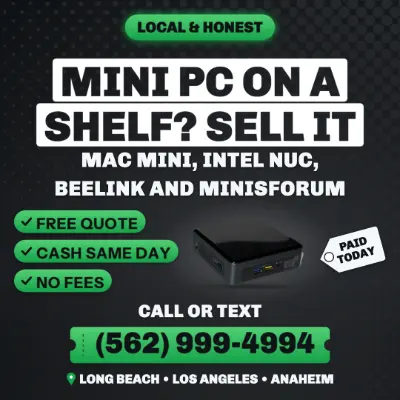 LOCAL & HONEST
MINI PC ON A
SHELF? SELL IT
MAC MINI, INTEL NUC,
BEELINK AND MINISFORUM
FREE QUOTE
CASH SAME DAY
NO FEES
PAID
TODAY
CALL OR TEXT
(562) 999-4994
LONG BEACH • LOS ANGELES • ANAHEIM